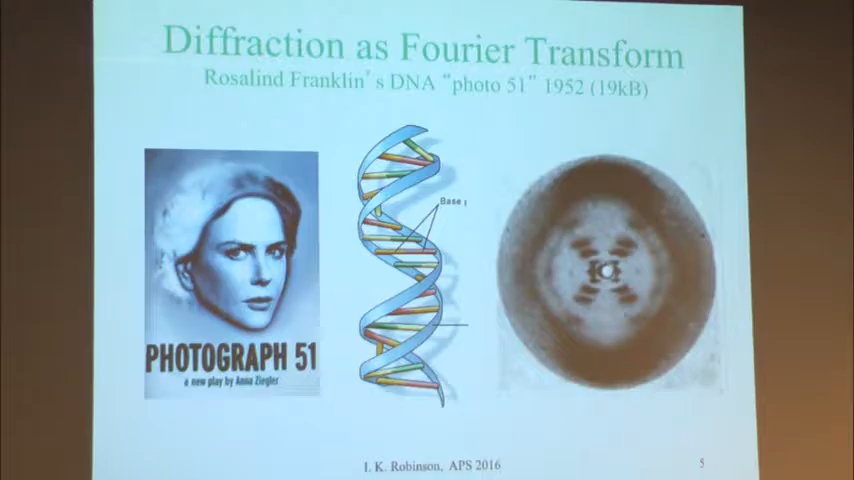 Diffraction as Fourier Transform
Rosalind Franklin's DNA "photo 51" 1952 (19kB)
Base p
PHOTOGRAPH 51
a new play by Anna Ziegler
I. K. Robinson, APS 2016
5